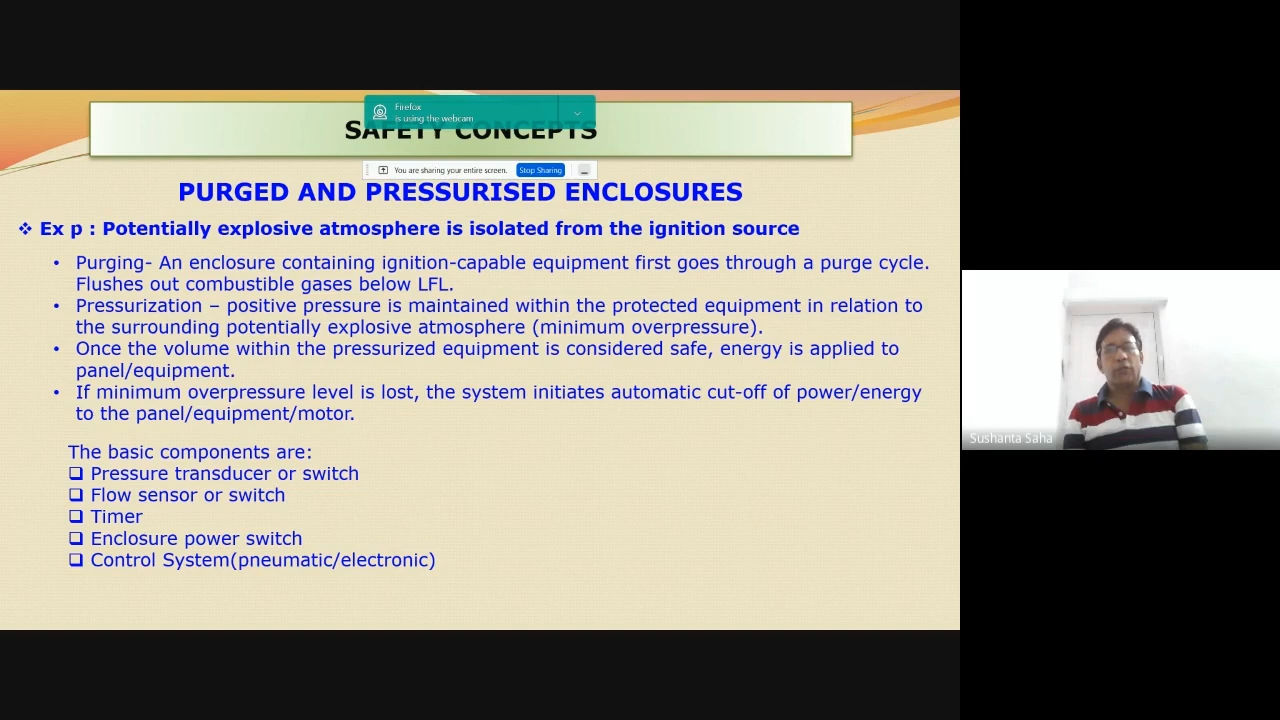 Firefox
is using the webcam
SAFETY CONCEPTS
You are sharing your entire screen.
Stop Sharing
PURGED AND PRESSURISED ENCLOSURES
❖ Ex p : Potentially explosive atmosphere is isolated from the ignition source
• Purging- An enclosure containing ignition-capable equipment first goes through a purge cycle.
Flushes out combustible gases below LFL.
• Pressurization – positive pressure is maintained within the protected equipment in relation to
the surrounding potentially explosive atmosphere (minimum overpressure).
• Once the volume within the pressurized equipment is considered safe, energy is applied to
panel/equipment.
• If minimum overpressure level is lost, the system initiates automatic cut-off of power/energy
to the panel/equipment/motor.
The basic components are:
❑ Pressure transducer or switch
❑ Flow sensor or switch
❑ Timer
❑ Enclosure power switch
❑ Control System(pneumatic/electronic)
Sushanta Saha